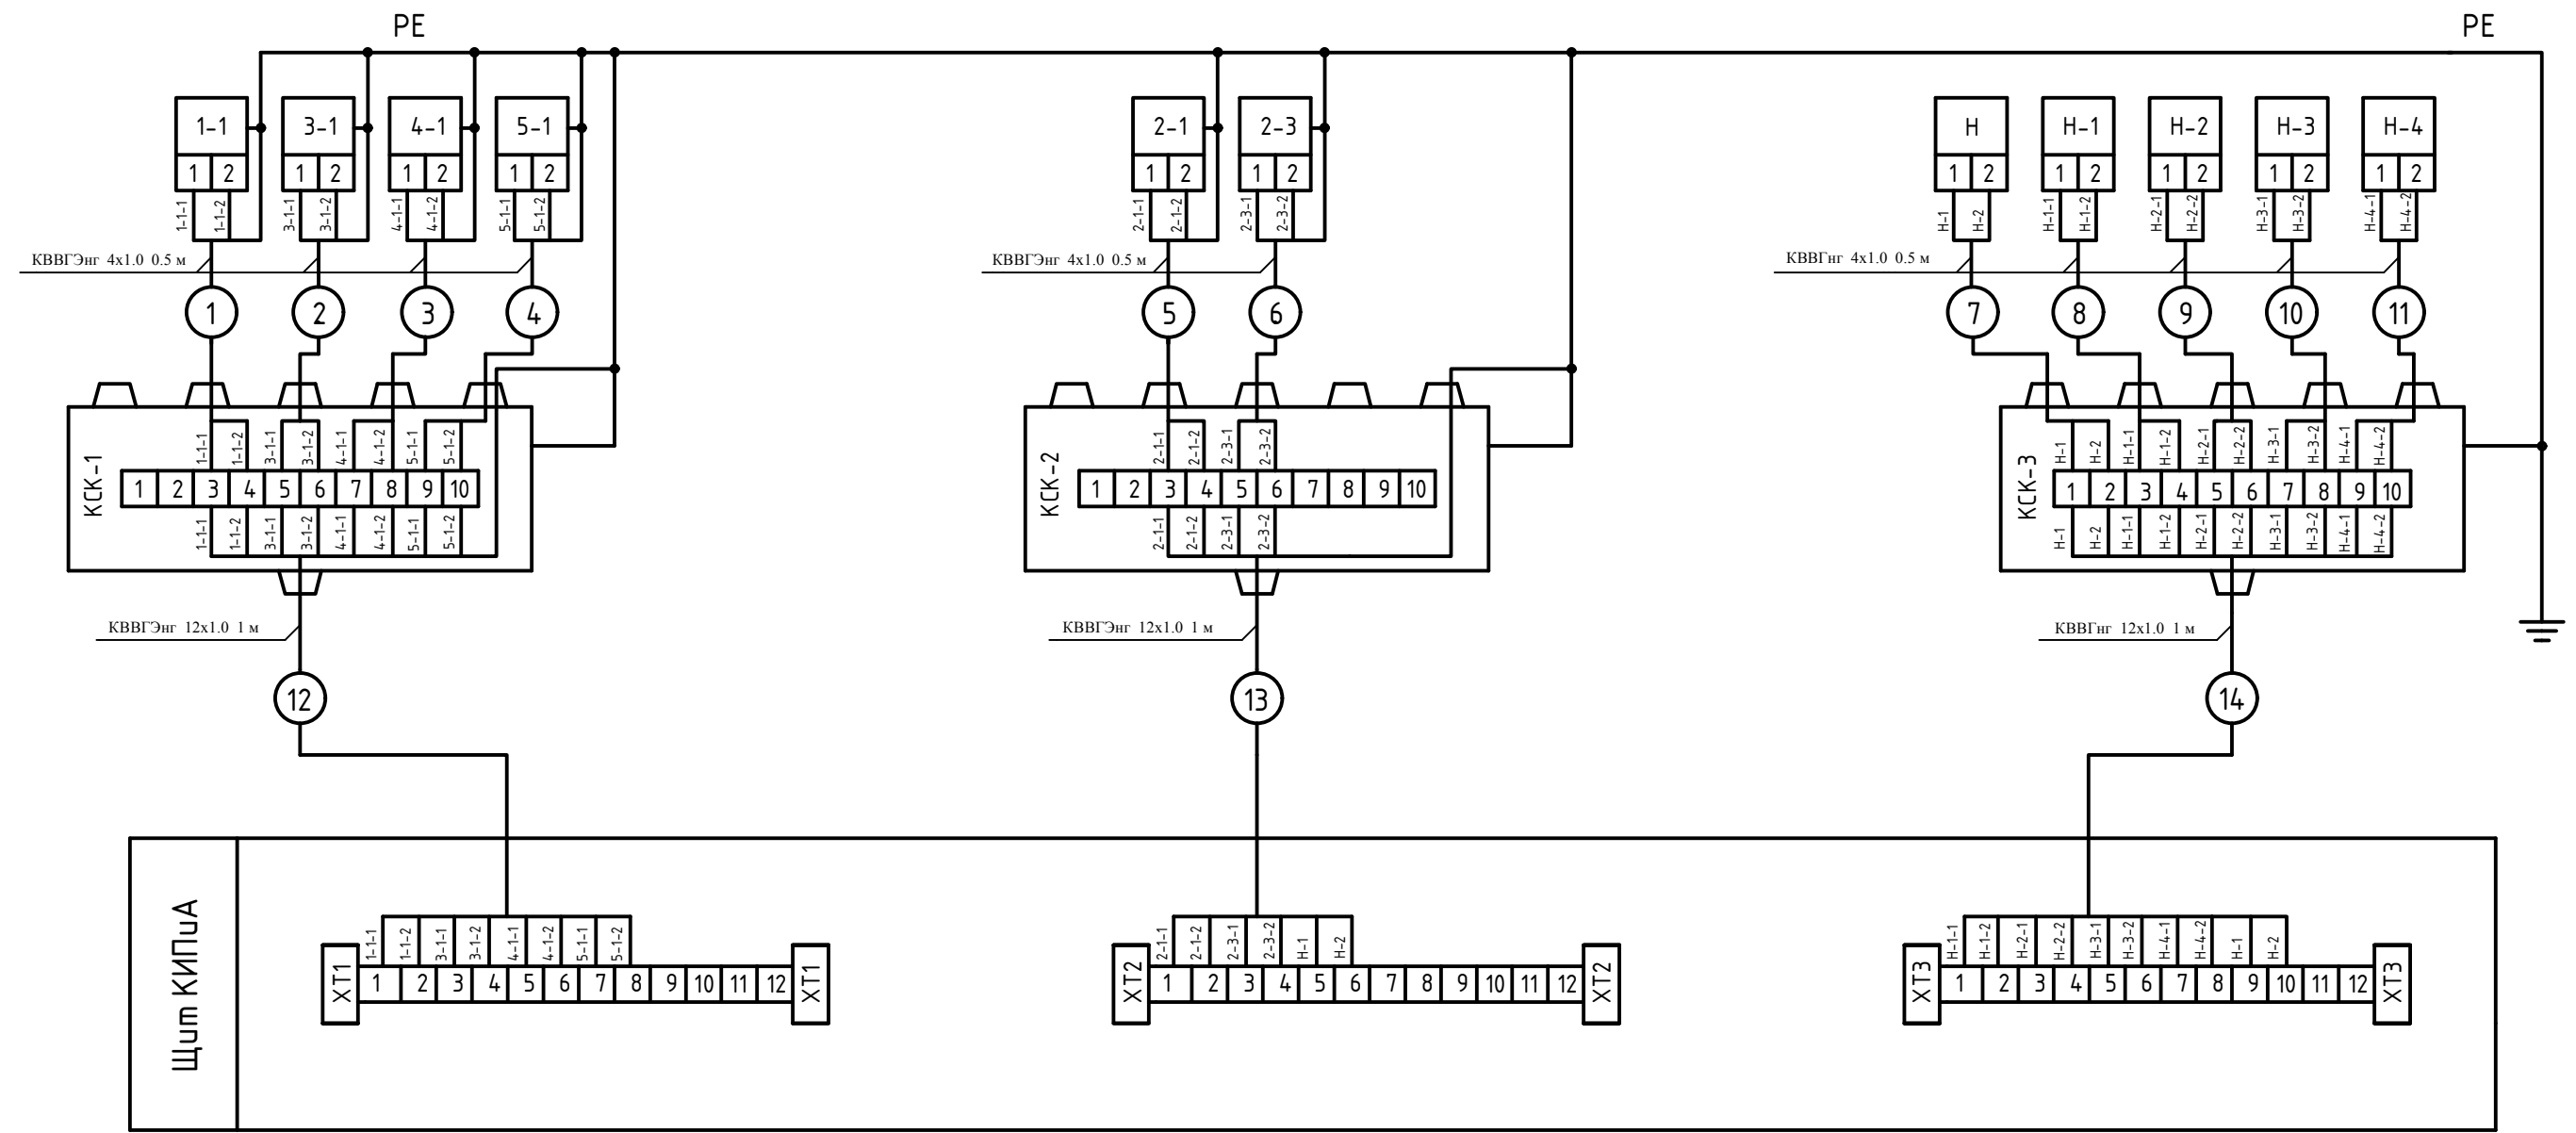 PE PE
1-1 3-1 4-1 5-1 2-1 2-3 Н Н-1 Н-2 Н-3 Н-4
1 2 1 2 1 2 1 2 1 2 1 2 1 2 1 2 1 2 1 2 1 2
1-1-1 1-1-2 3-1-1 3-1-2 4-1-1 4-1-2 5-1-1 5-1-2 2-1-1 2-1-2 2-3-1 2-3-2 Н-1 Н-2 Н-1-1 Н-1-2 Н-2-1 Н-2-2 Н-3-1 Н-3-2 Н-4-1 Н-4-2
КВВГЭнг 4х1.0 0.5 м КВВГЭнг 4х1.0 0.5 м КВВГнг 4х1.0 0.5 м
1 2 3 4 5 6 7 8 9 10 11
КСК-1
1-1-1 1-1-2 3-1-1 3-1-2 4-1-1 4-1-2 5-1-1 5-1-2
1 2 3 4 5 6 7 8 9 10
1-1-1 1-1-2 3-1-1 3-1-2 4-1-1 4-1-2 5-1-1 5-1-2
КСК-2
2-1-1 2-1-2 2-3-1 2-3-2
1 2 3 4 5 6 7 8 9 10
2-1-1 2-1-2 2-3-1 2-3-2
КСК-3
Н-1 Н-2 Н-1-1 Н-1-2 Н-2-1 Н-2-2 Н-3-1 Н-3-2 Н-4-1 Н-4-2
1 2 3 4 5 6 7 8 9 10
Н-1 Н-2 Н-1-1 Н-1-2 Н-2-1 Н-2-2 Н-3-1 Н-3-2 Н-4-1 Н-4-2
КВВГЭнг 12х1.0 1 м КВВГЭнг 12х1.0 1 м КВВГнг 12х1.0 1 м
12 13 14
Щит КИПиА
1-1-1 1-1-2 3-1-1 3-1-2 4-1-1 4-1-2 5-1-1 5-1-2
XT1 1 2 3 4 5 6 7 8 9 10 11 12 XT1
2-1-1 2-1-2 2-3-1 2-3-2 Н-1 Н-2
XT2 1 2 3 4 5 6 7 8 9 10 11 12 XT2
Н-1-1 Н-1-2 Н-2-1 Н-2-2 Н-3-1 Н-3-2 Н-4-1 Н-4-2 Н-1 Н-2
XT3 1 2 3 4 5 6 7 8 9 10 11 12 XT3